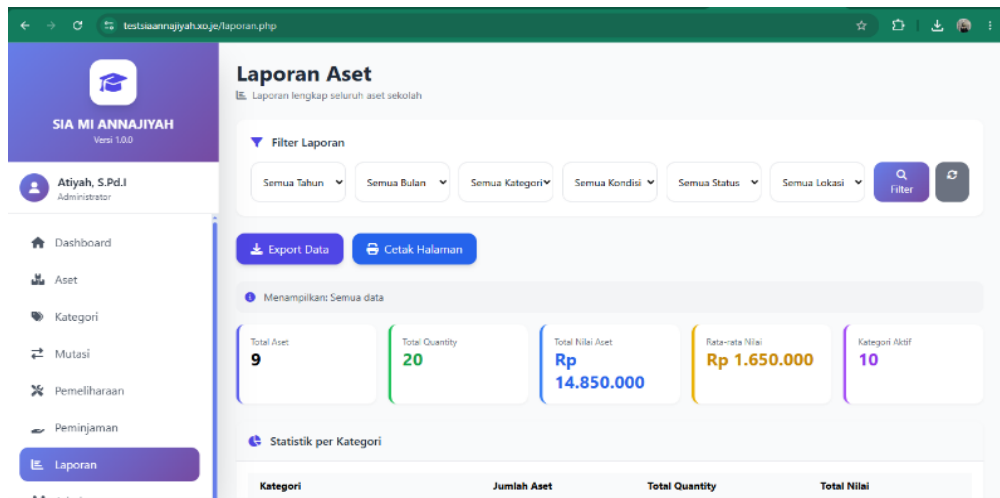 testsiaannajiyah.xo.je/laporan.php
SIA MI ANNAJIYAH
Versi 1.0.0
Atiyah, S.Pd.I
Administrator
Dashboard
Aset
Kategori
Mutasi
Pemeliharaan
Peminjaman
Laporan
Laporan Aset
Laporan lengkap seluruh aset sekolah
Filter Laporan
Semua Tahun
Semua Bulan
Semua Kategori
Semua Kondisi
Semua Status
Semua Lokasi
Filter
Export Data
Cetak Halaman
Menampilkan: Semua data
Total Aset
9
Total Quantity
20
Total Nilai Aset
Rp
14.850.000
Rata-rata Nilai
Rp 1.650.000
Kategori Aktif
10
Statistik per Kategori
Kategori Jumlah Aset Total Quantity Total Nilai